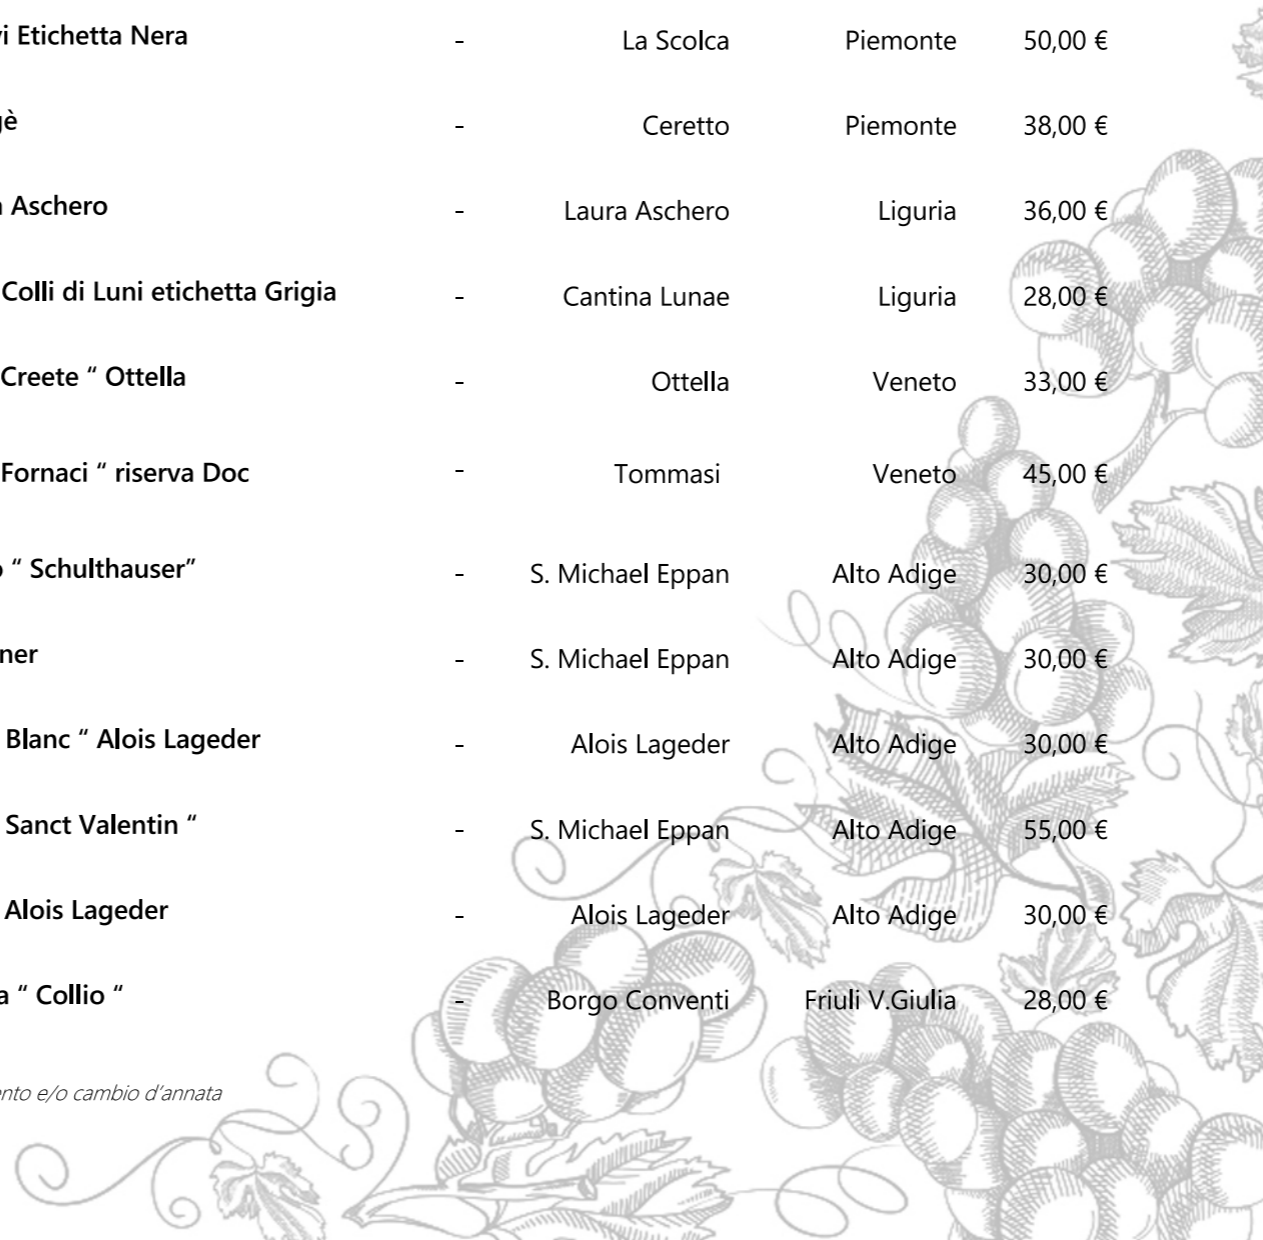 vi Etichetta Nera - La Scolca Piemonte 50,00 €
gè - Ceretto Piemonte 38,00 €
a Aschero - Laura Aschero Liguria 36,00 €
Colli di Luni etichetta Grigia - Cantina Lunae Liguria 28,00 €
Creete “ Ottella - Ottella Veneto 33,00 €
Fornaci “ riserva Doc - Tommasi Veneto 45,00 €
o “ Schulthauser” - S. Michael Eppan Alto Adige 30,00 €
ner - S. Michael Eppan Alto Adige 30,00 €
Blanc “ Alois Lageder - Alois Lageder Alto Adige 30,00 €
Sanct Valentin “ - S. Michael Eppan Alto Adige 55,00 €
Alois Lageder - Alois Lageder Alto Adige 30,00 €
a “ Collio “ - Borgo Conventi Friuli V.Giulia 28,00 €
ento e/o cambio d’annata